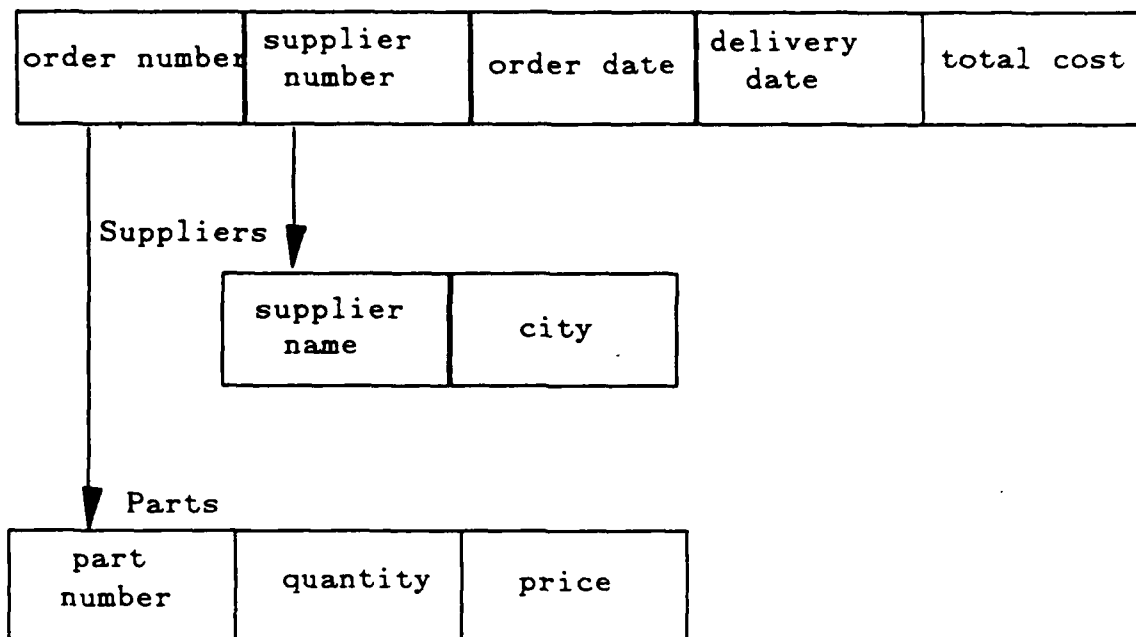 order number
supplier
number
order date
delivery
date
total cost
Suppliers
supplier
name
city
Parts
part
number
quantity
price